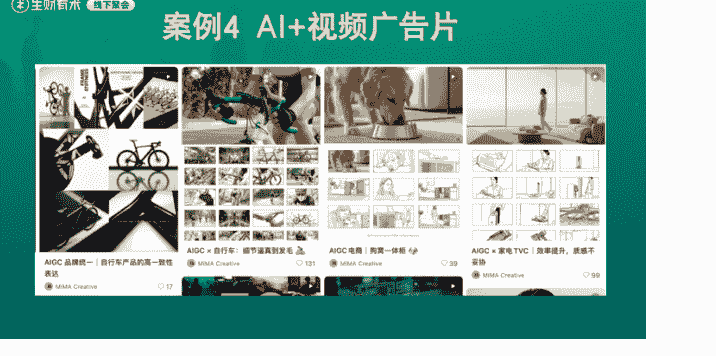 生财有术 线下聚会
案例4 AI+视频广告片
AIGC 品牌统一｜自行车产品的高一致性
表达
MIMA Creative
17
AIGC × 自行车：细节逼真到发毛
MIMA Creative
131
AIGC 电商｜狗窝一体柜
MIMA Creative
39
AIGC × 家电 TVC｜效率提升，质感不
妥协
MIMA Creative
99